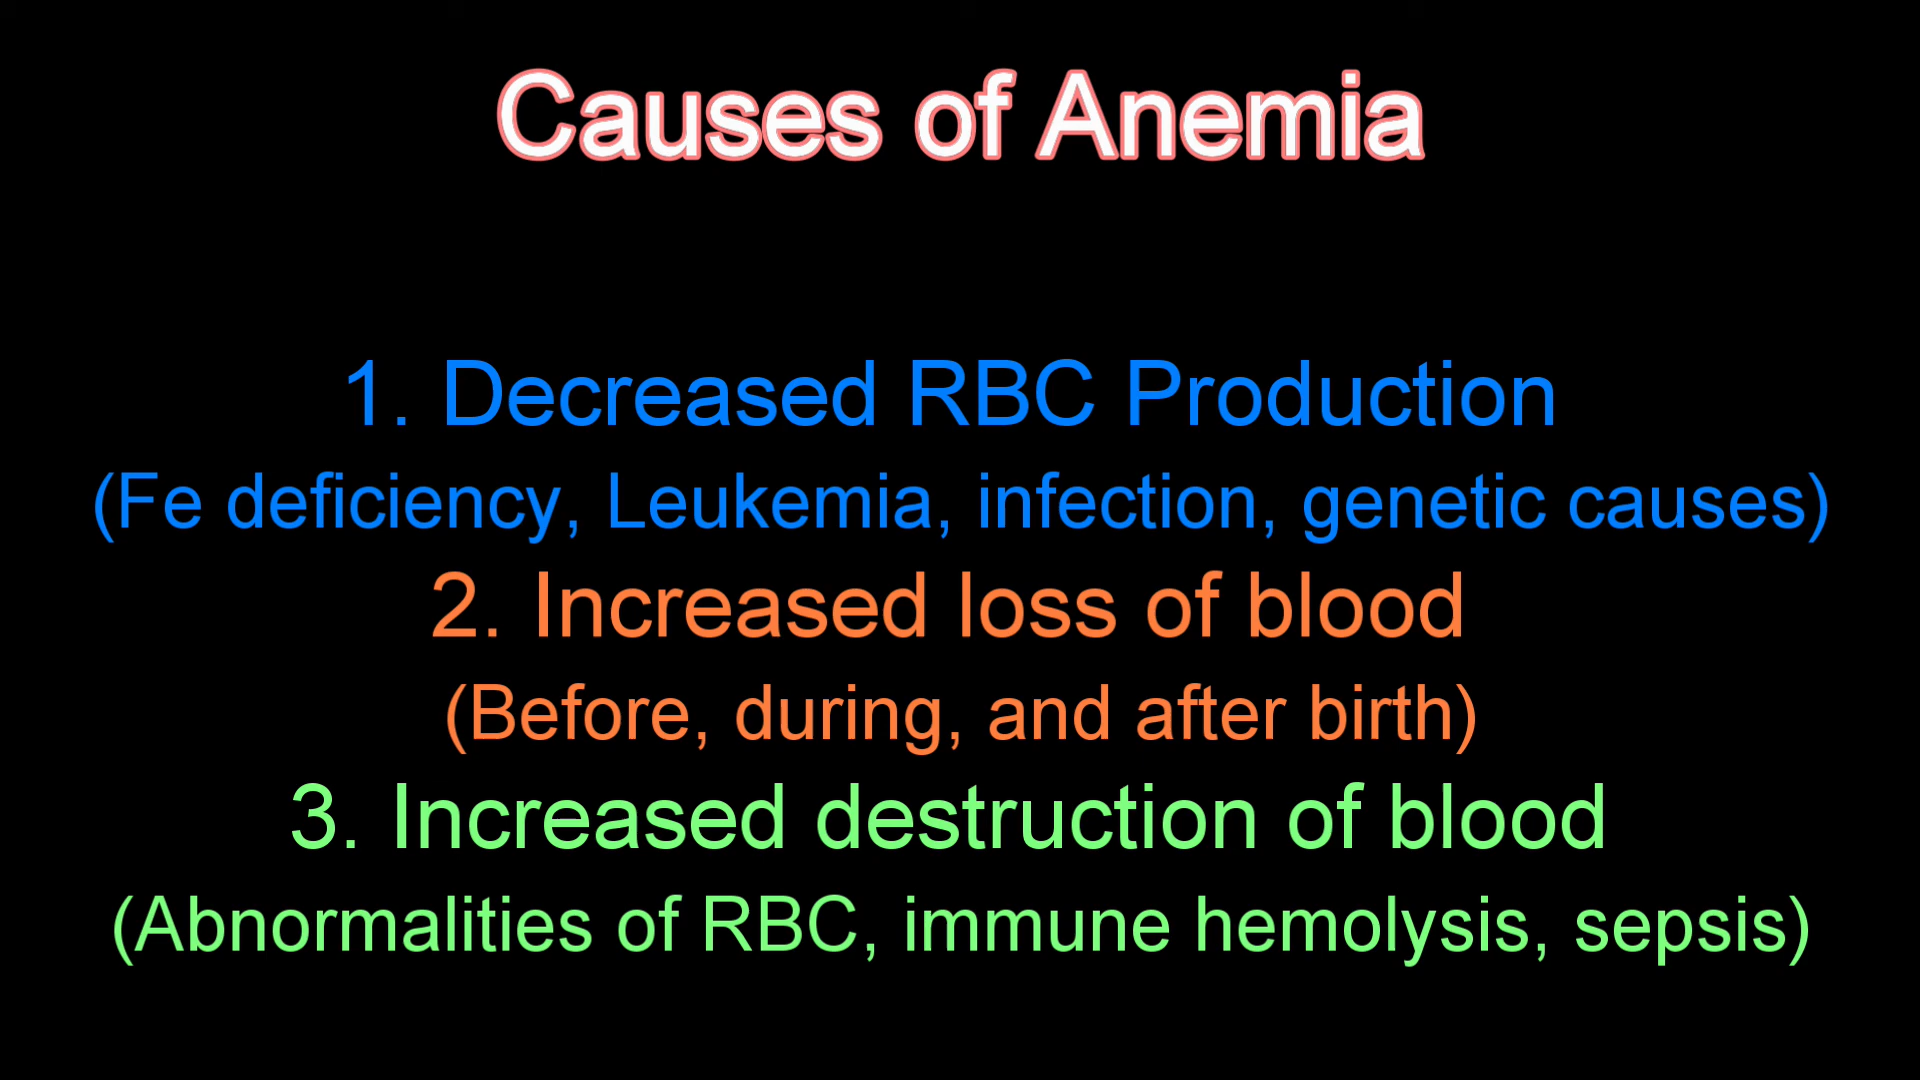 Causes of Anemia
1. Decreased RBC Production
(Fe deficiency, Leukemia, infection, genetic causes)
2. Increased loss of blood
(Before, during, and after birth)
3. Increased destruction of blood
(Abnormalities of RBC, immune hemolysis, sepsis)